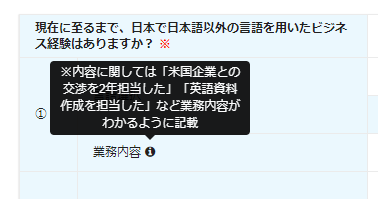 現在に至るまで、日本で日本語以外の言語を用いたビジネ
ス経験はありますか？ ※
※内容に関しては「米国企業との
交渉を2年担当した」「英語資料
作成を担当した」など業務内容が
わかるように記載
①
業務内容